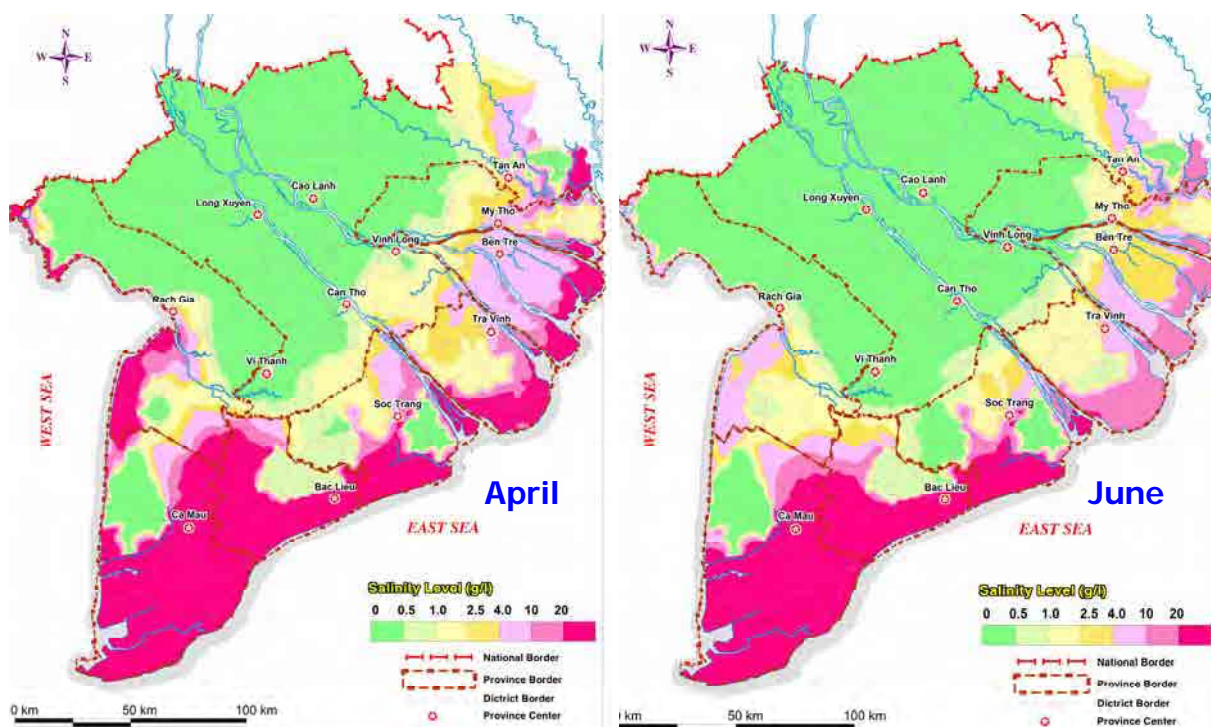 N
W E
S
Tan An
Cao Lanh
Long Xuyen
My Tho
Vinh Long
Ben Tre
Can Tho
Rach Gia
Tra Vinh
Vi Thanh
WEST SEA
Soc Trang
Bac Lieu
April
Ca Mau
EAST SEA
Salinity Level (g/l)
0 0.5 1.0 2.5 4.0 10 20
National Border
Province Border
Dictrict Border
Province Center
0 km 50 km 100 km
N
W E
S
Tan An
Cao Lanh
Long Xuyen
My Tho
Vinh Long
Ben Tre
Can Tho
Rach Gia
Tra Vinh
Vi Thanh
WEST SEA
Soc Trang
Bac Lieu
June
Ca Mau
EAST SEA
Salinity Level (g/l)
0 0.5 1.0 2.5 4.0 10 20
National Border
Province Border
Dictrict Border
Province Center
0 km 50 km 100 km